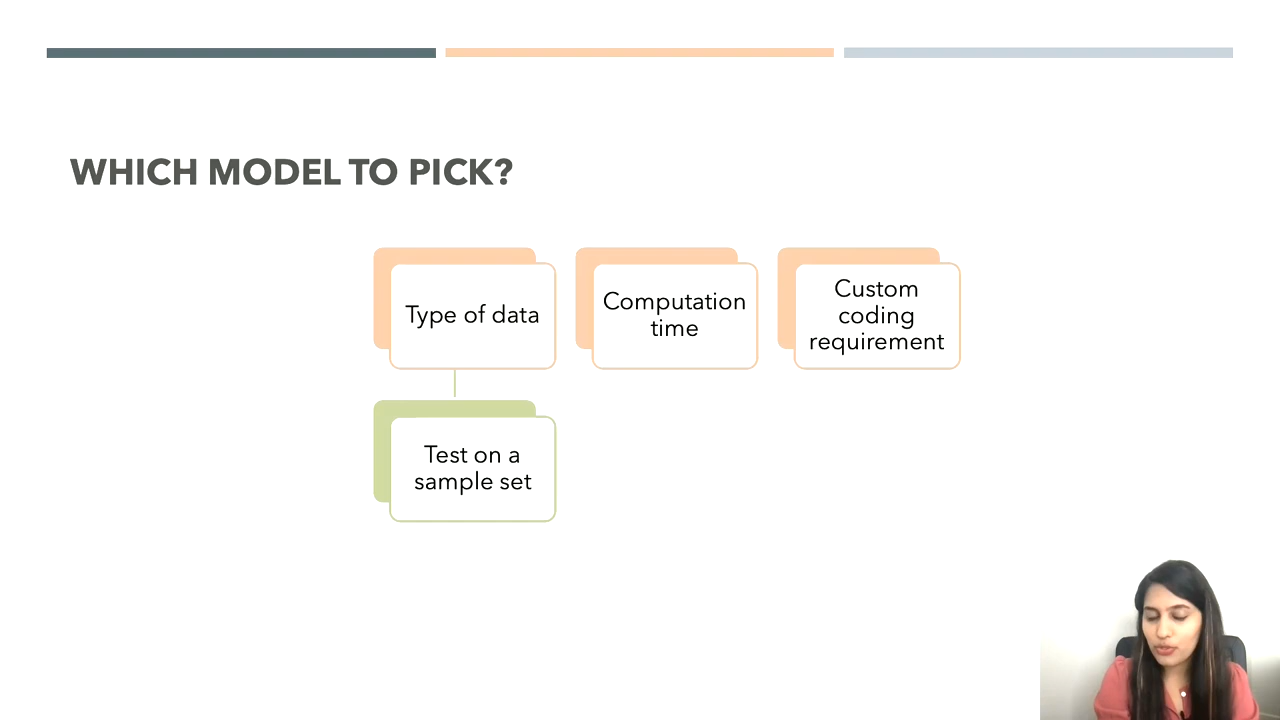 WHICH MODEL TO PICK?
Type of data
Computation
time
Custom
coding
requirement
Test on a
sample set